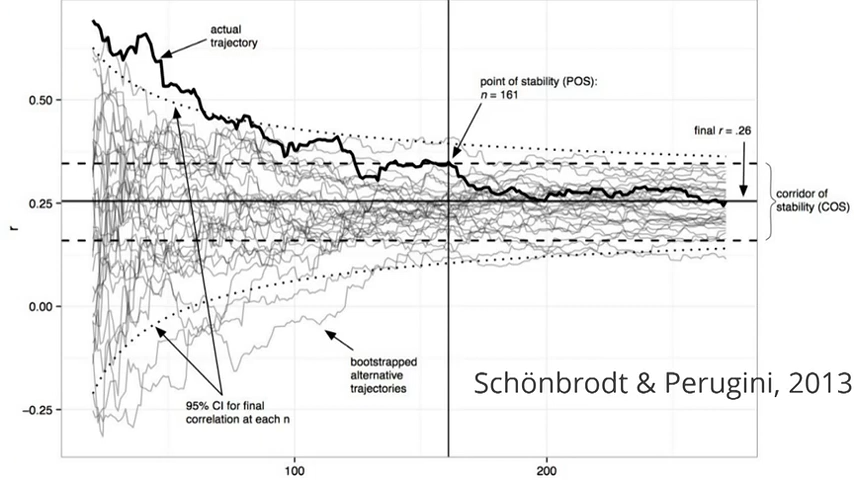 actual
trajectory
point of stability (POS):
n = 161
final r = .26
0.50
0.25
0.00
−0.25
r
corridor of
stability (COS)
bootstrapped
alternative
trajectories
95% CI for final
correlation at each n
Schönbrodt & Perugini, 2013
100
200